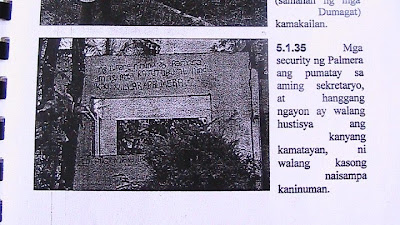 (samahan ng mga
Dumagat)
kamakailan.
5.1.35 Mga
security ng Palmera
ang pumatay sa
aming sekretaryo,
at hanggang
ngayon ay walang
hustisya ang
kanyang
kamatayan, ni
walang kasong
naisampa
kaninuman.